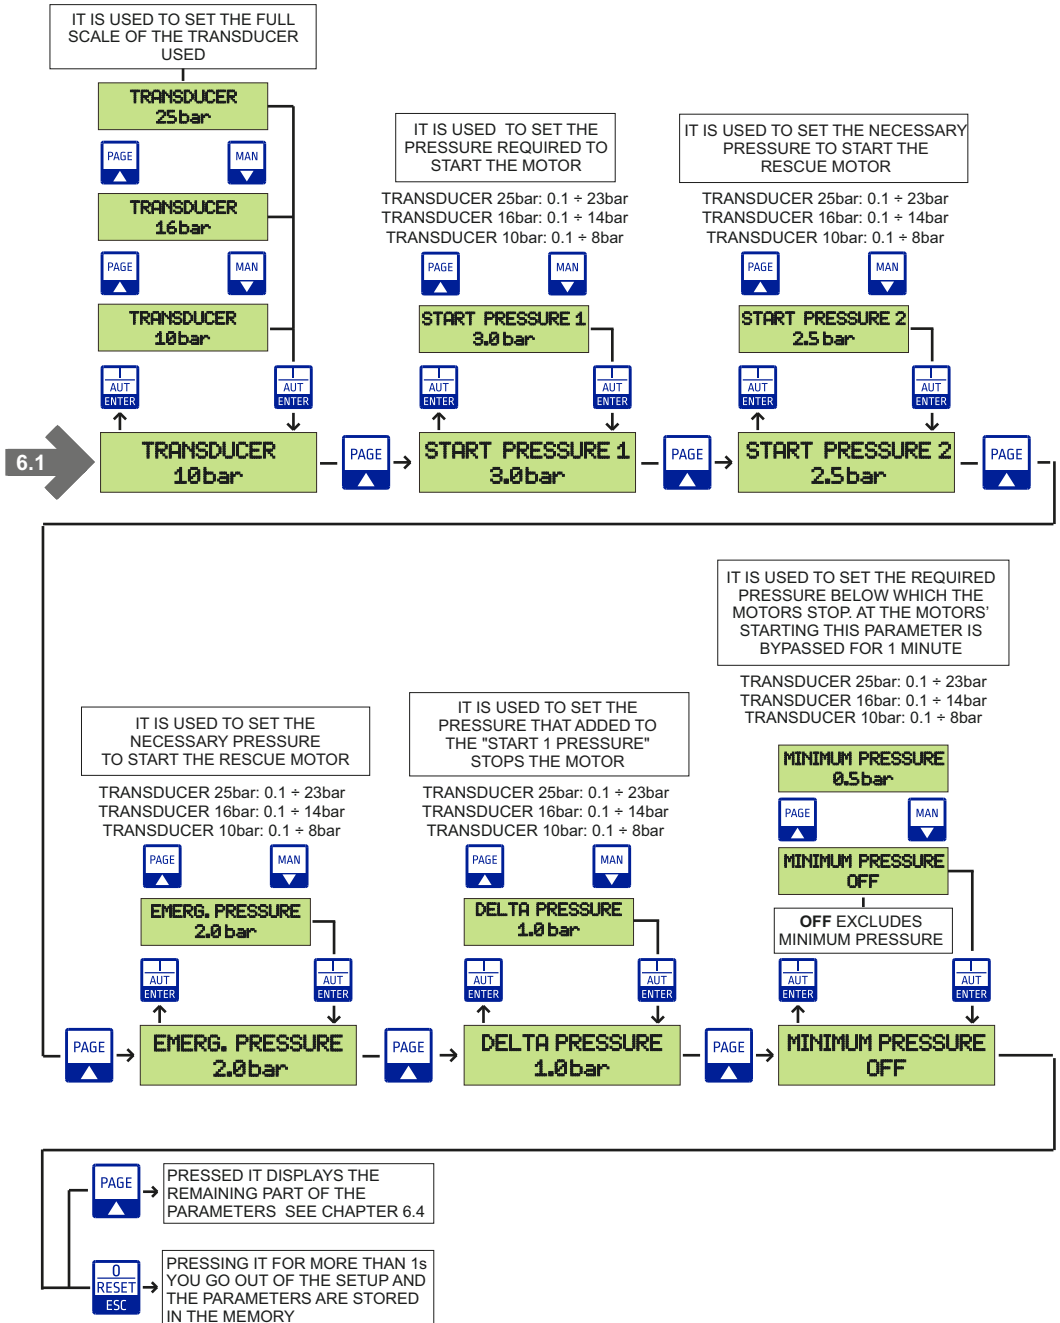 IT IS USED TO SET THE FULL
SCALE OF THE TRANSDUCER
USED
TRANSDUCER
25bar
PAGE
MAN
TRANSDUCER
16bar
PAGE
MAN
TRANSDUCER
10bar
I
AUT
ENTER
I
AUT
ENTER
IT IS USED TO SET THE
PRESSURE REQUIRED TO
START THE MOTOR
TRANSDUCER 25bar: 0.1 ÷ 23bar
TRANSDUCER 16bar: 0.1 ÷ 14bar
TRANSDUCER 10bar: 0.1 ÷ 8bar
PAGE
MAN
START PRESSURE 1
3.0 bar
I
AUT
ENTER
I
AUT
ENTER
IT IS USED TO SET THE NECESSARY
PRESSURE TO START THE
RESCUE MOTOR
TRANSDUCER 25bar: 0.1 ÷ 23bar
TRANSDUCER 16bar: 0.1 ÷ 14bar
TRANSDUCER 10bar: 0.1 ÷ 8bar
PAGE
MAN
START PRESSURE 2
2.5 bar
I
AUT
ENTER
I
AUT
ENTER
6.1
TRANSDUCER
10bar
PAGE
START PRESSURE 1
3.0bar
PAGE
START PRESSURE 2
2.5bar
PAGE
IT IS USED TO SET THE
NECESSARY PRESSURE
TO START THE RESCUE MOTOR
TRANSDUCER 25bar: 0.1 ÷ 23bar
TRANSDUCER 16bar: 0.1 ÷ 14bar
TRANSDUCER 10bar: 0.1 ÷ 8bar
PAGE
MAN
EMERG. PRESSURE
2.0 bar
I
AUT
ENTER
I
AUT
ENTER
IT IS USED TO SET THE
PRESSURE THAT ADDED TO
THE "START 1 PRESSURE"
STOPS THE MOTOR
TRANSDUCER 25bar: 0.1 ÷ 23bar
TRANSDUCER 16bar: 0.1 ÷ 14bar
TRANSDUCER 10bar: 0.1 ÷ 8bar
PAGE
MAN
DELTA PRESSURE
1.0 bar
I
AUT
ENTER
I
AUT
ENTER
IT IS USED TO SET THE REQUIRED
PRESSURE BELOW WHICH THE
MOTORS STOP. AT THE MOTORS'
STARTING THIS PARAMETER IS
BYPASSED FOR 1 MINUTE
TRANSDUCER 25bar: 0.1 ÷ 23bar
TRANSDUCER 16bar: 0.1 ÷ 14bar
TRANSDUCER 10bar: 0.1 ÷ 8bar
MINIMUM PRESSURE
0.5bar
PAGE
MAN
MINIMUM PRESSURE
OFF
OFF EXCLUDES
MINIMUM PRESSURE
I
AUT
ENTER
I
AUT
ENTER
PAGE
EMERG. PRESSURE
2.0bar
PAGE
DELTA PRESSURE
1.0bar
PAGE
MINIMUM PRESSURE
OFF
PAGE
PRESSED IT DISPLAYS THE
REMAINING PART OF THE
PARAMETERS SEE CHAPTER 6.4
0
RESET
ESC
PRESSING IT FOR MORE THAN 1s
YOU GO OUT OF THE SETUP AND
THE PARAMETERS ARE STORED
IN THE MEMORY